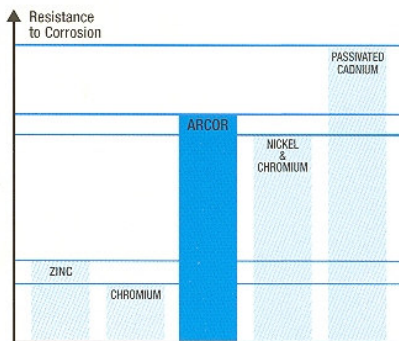 Resistance
to Corrosion
PASSIVATED
CADNIUM
ARCOR
NICKEL
&
CHROMIUM
ZINC
CHROMIUM